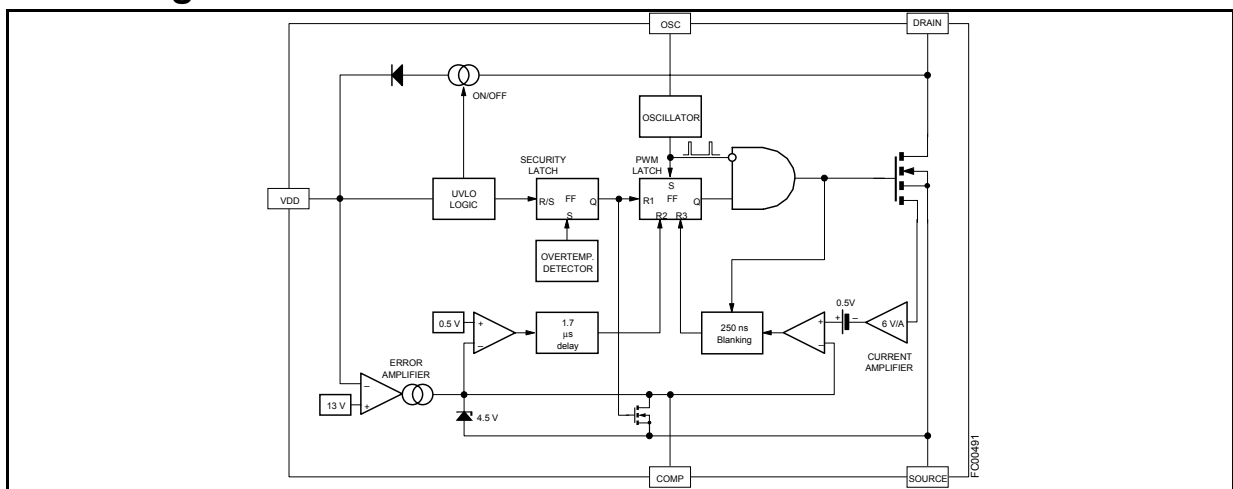 OSC
DRAIN
ON/OFF
OSCILLATOR
SECURITY
LATCH
PWM
LATCH
VDD
UVLO
LOGIC
R/S
FF
Q
S
S
R1
FF
Q
R2
R3
OVERTEMP.
DETECTOR
0.5 V
+
–
1.7
µs
delay
250 ns
Blanking
+
–
0.5V
+
–
6 V/A
CURRENT
AMPLIFIER
ERROR
AMPLIFIER
–
+
13 V
4.5 V
COMP
SOURCE
FC00491